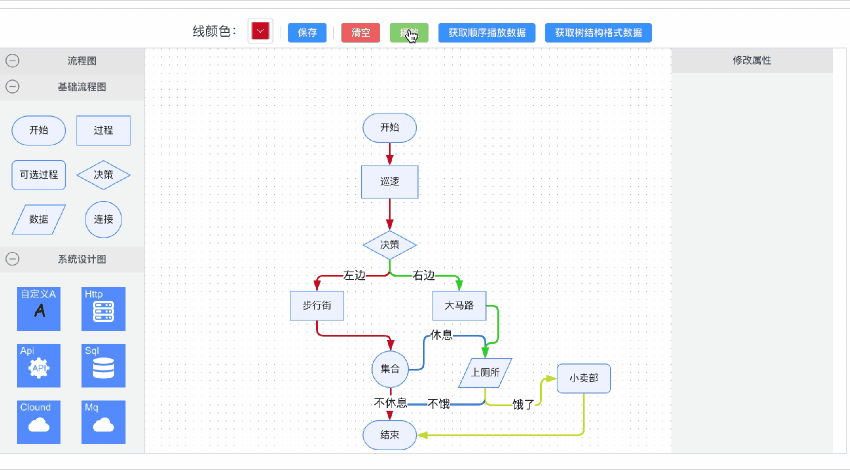 线颜色：
保存
清空
获取顺序播放数据
获取树结构格式数据
流程图
基础流程图
开始
过程
可选过程
决策
数据
连接
系统设计图
自定义A
A
Http
Api
API
Sql
Clound
Mq
修改属性
开始
巡逻
决策
左边
右边
步行街
大马路
休息
集合
上厕所
小卖部
不休息
不饿
饿了
结束